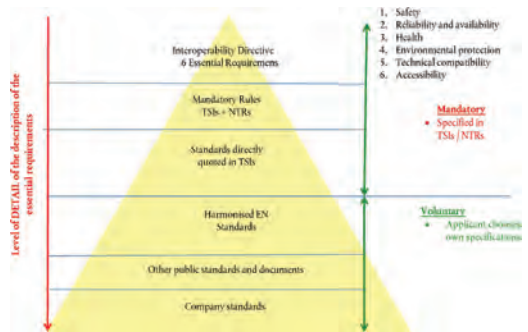 Level of DETAIL of the description of the
essential requirements
Interoperability Directive
6 Essential Requiremens
Mandatory Rules
TSIs + NTRs
Standards directly
quoted in TSIs
Harmonised EN
Standards
Other public standards and documents
Company standards
1. Safety
2. Reliability and availability
3. Health
4. Environmental protection
5. Technical compatibility
6. Accessibility
Mandatory
• Specified in
TSIs / NTRs
Voluntary
• Applicant chooses
own specifications